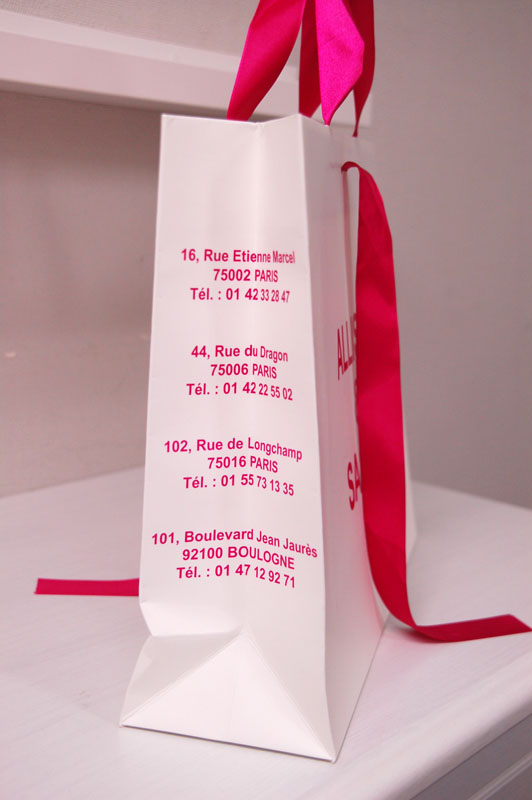 16, Rue Etienne Marcel
75002 PARIS
Tél. : 01 42 33 28 47
44, Rue du Dragon
75006 PARIS
Tél. : 01 42 22 55 02
102, Rue de Longchamp
75016 PARIS
Tél. : 01 55 73 13 35
101, Boulevard Jean Jaurès
92100 BOULOGNE
Tél. : 01 47 12 92 71